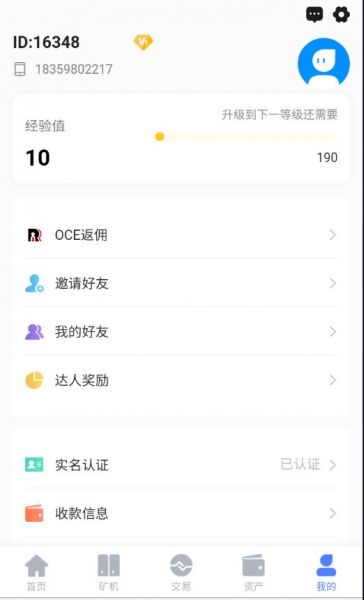 ID:16348
V1
18359802217
经验值
升级到下一等级还需要
10
190
OCE返佣
邀请好友
我的好友
达人奖励
实名认证
已认证
收款信息
首页
矿机
交易
资产
我的